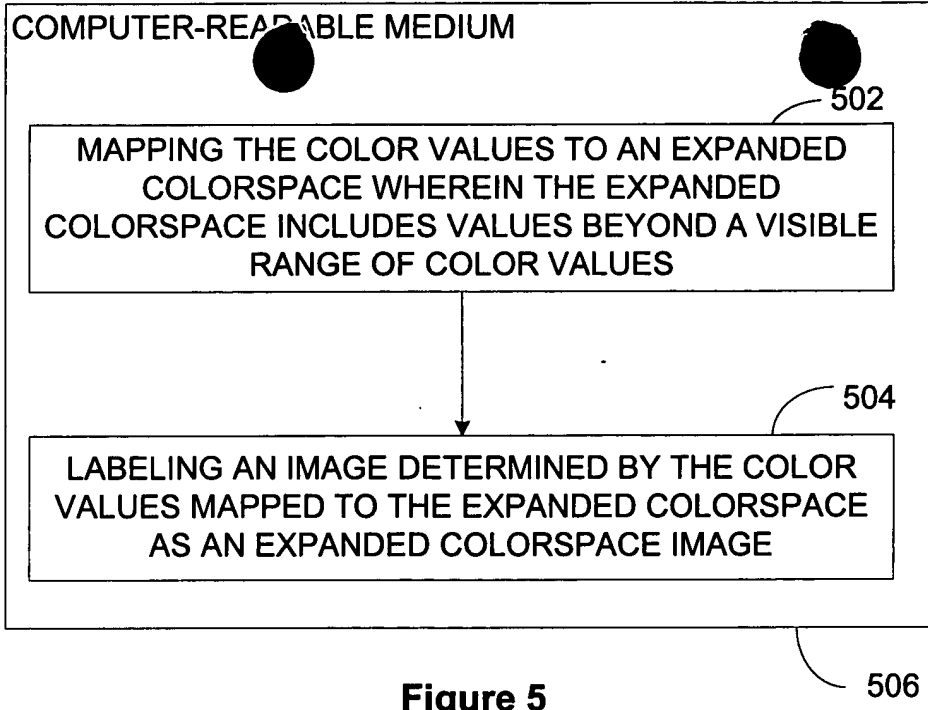 COMPUTER-READABLE MEDIUM
502
MAPPING THE COLOR VALUES TO AN EXPANDED
COLORSPACE WHEREIN THE EXPANDED
COLORSPACE INCLUDES VALUES BEYOND A VISIBLE
RANGE OF COLOR VALUES
504
LABELING AN IMAGE DETERMINED BY THE COLOR
VALUES MAPPED TO THE EXPANDED COLORSPACE
AS AN EXPANDED COLORSPACE IMAGE
506
Figure 5